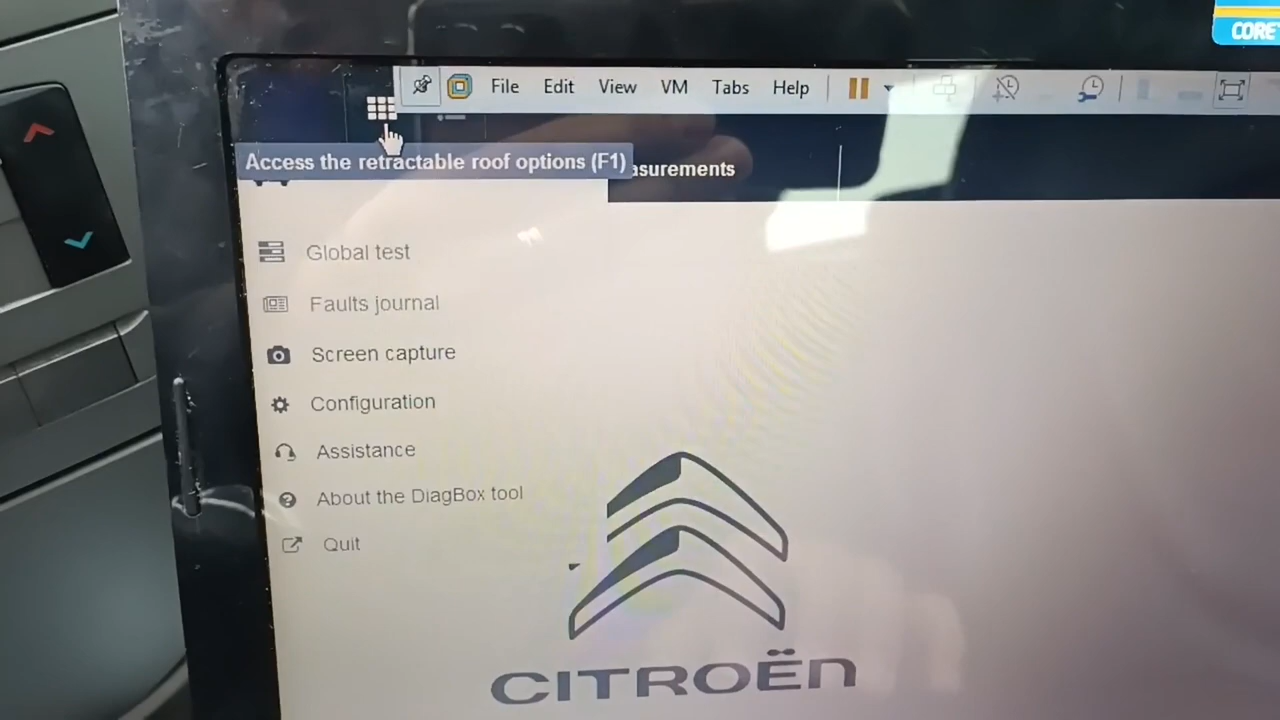 CORE
File Edit View VM Tabs Help
Access the retractable roof options (F1)
asurements
Global test
Faults journal
Screen capture
Configuration
Assistance
About the DiagBox tool
Quit
CITROËN